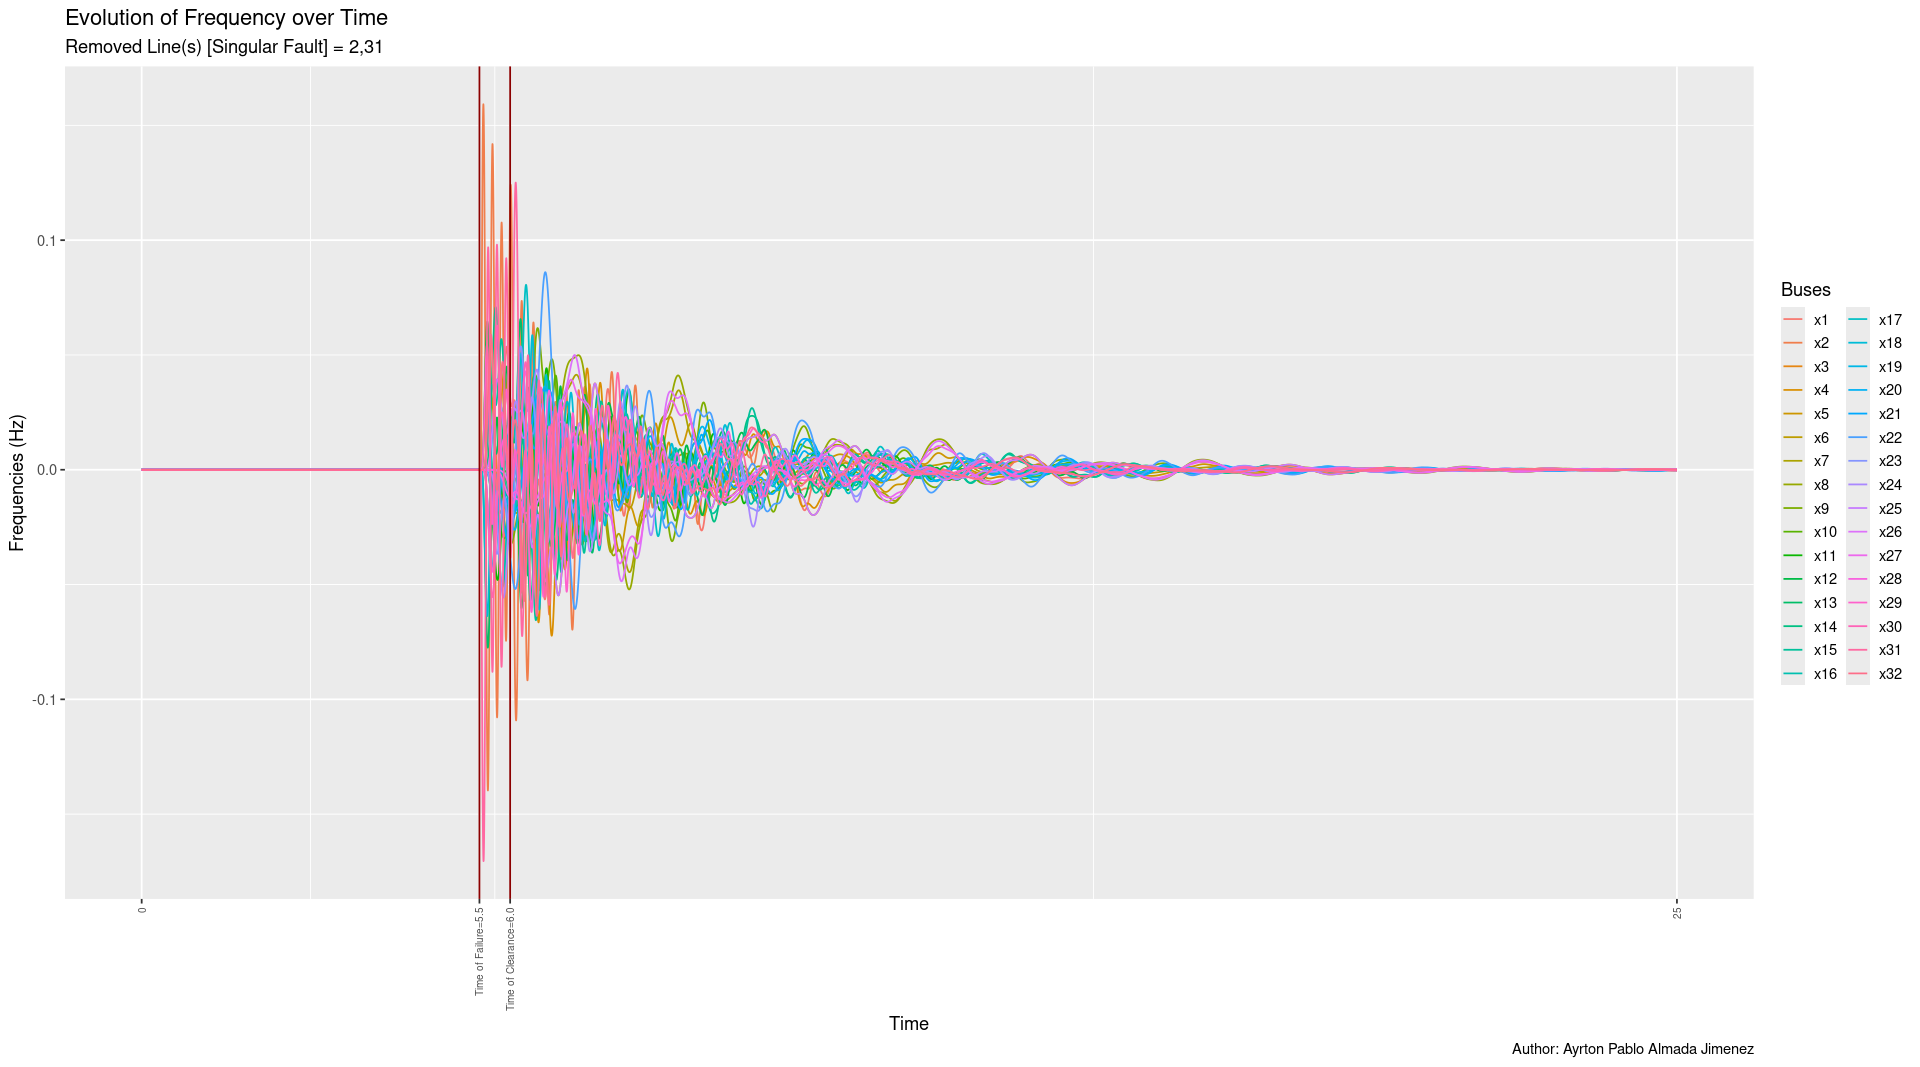 Evolution of Frequency over Time
Removed Line(s) [Singular Fault] = 2,31
Frequencies (Hz)
0.1
0.0
-0.1
0
Time of Failure=5.5
Time of Clearance=6.0
25
Time
Buses
x1
x2
x3
x4
x5
x6
x7
x8
x9
x10
x11
x12
x13
x14
x15
x16
x17
x18
x19
x20
x21
x22
x23
x24
x25
x26
x27
x28
x29
x30
x31
x32
Author: Ayrton Pablo Almada Jimenez